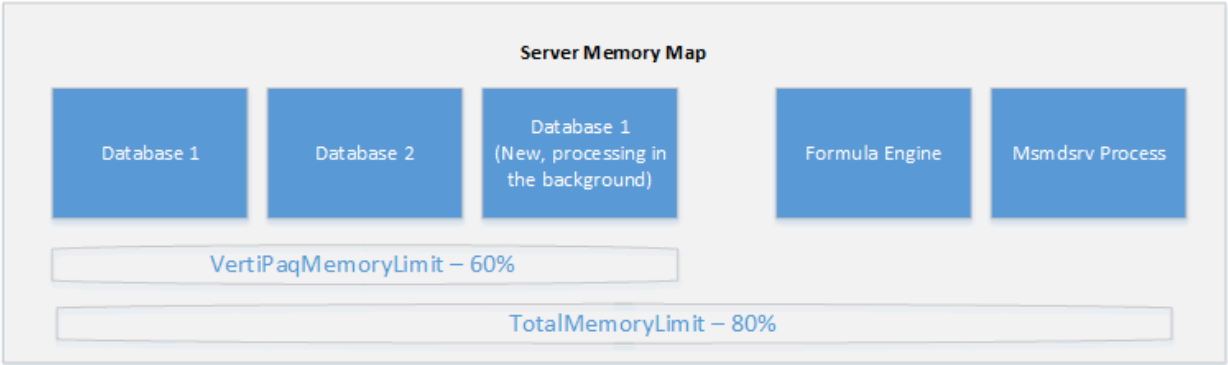 Server Memory Map
Database 1
Database 2
Database 1
(New, processing in
the background)
Formula Engine
Msmdsrv Process
VertiPaqMemoryLimit – 60%
TotalMemoryLimit – 80%